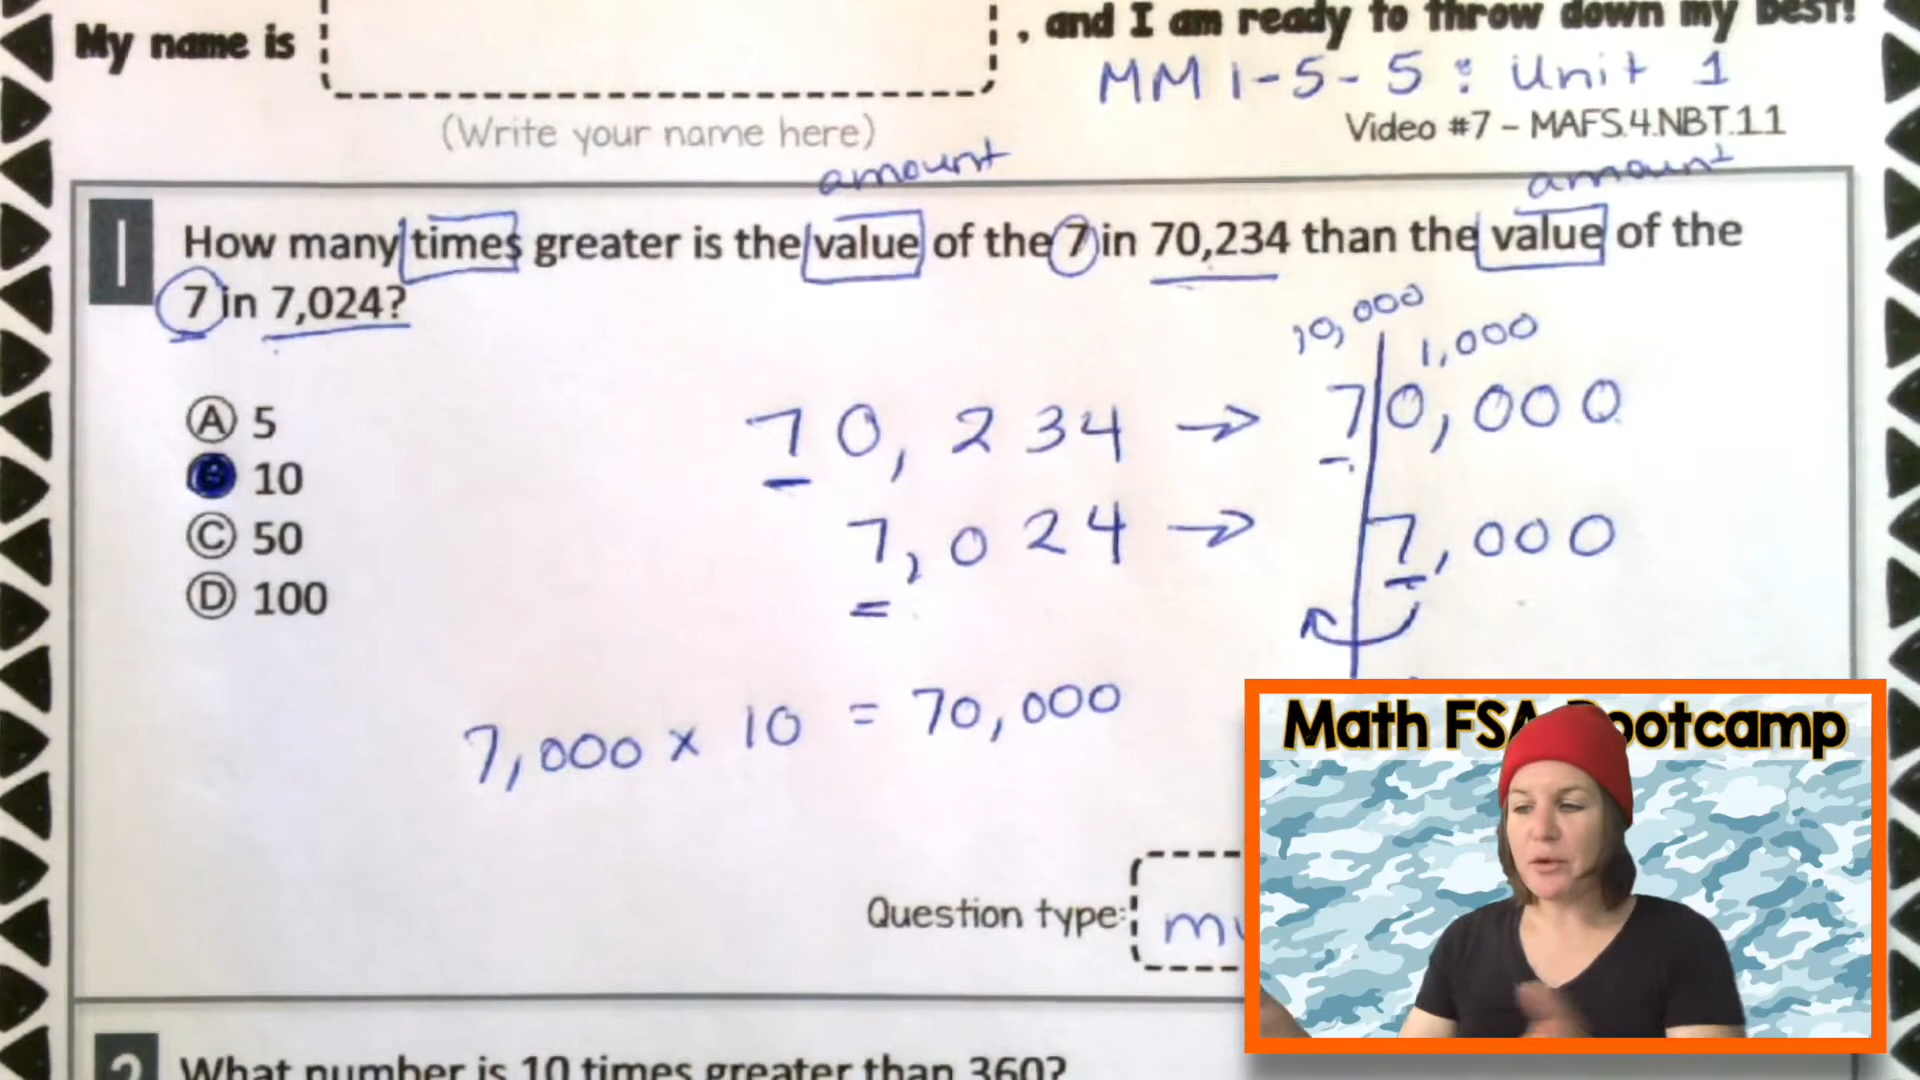 My name is , and I am ready to throw down my best!
MM 1-5-5: Unit 1
(Write your name here)
Video #7 – MAFS.4.NBT.1.1
amount amount
1 How many times greater is the value of the 7 in 70,234 than the value of the
7 in 7,024?
10,000 1,000
A 5
70,234 → 70,000
B 10
C 50
7,024 → 7,000
D 100
7,000 x 10 = 70,000
Math FSA Bootcamp
Question type:
2 What number is 10 times greater than 360?